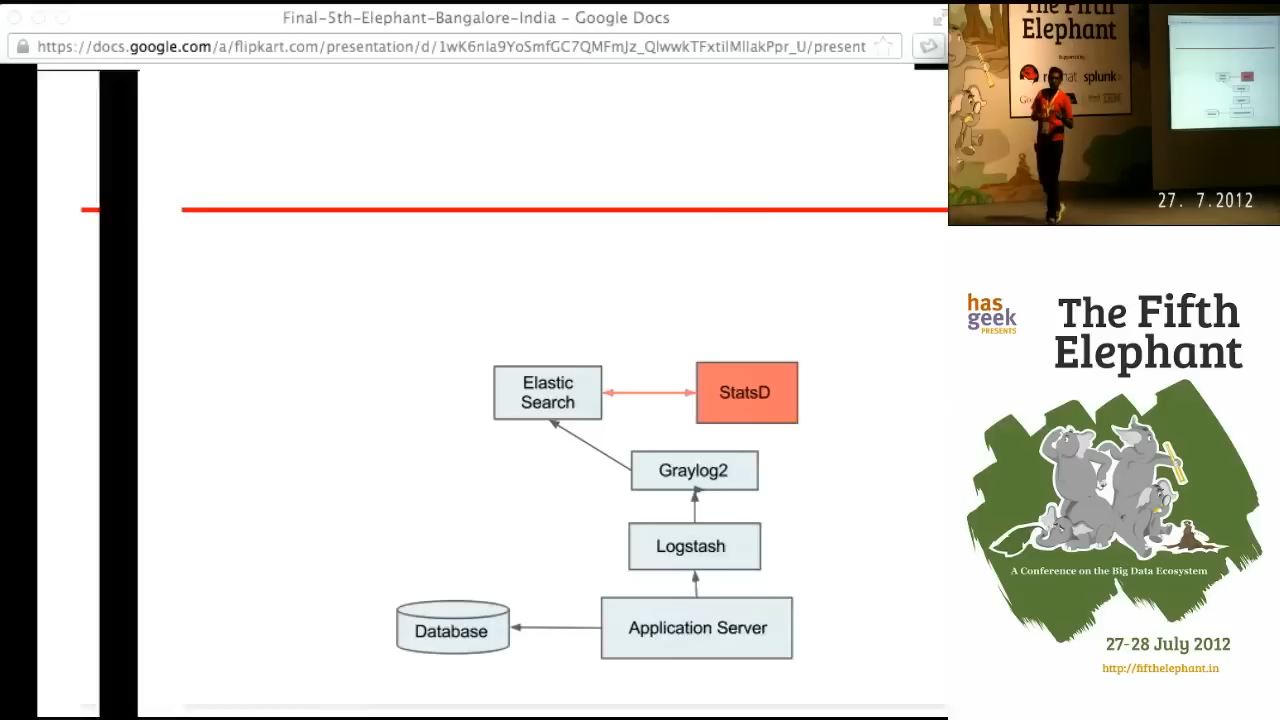 Final-5th-Elephant-Bangalore-India - Google Docs
https://docs.google.com/a/flipkart.com/presentation/d/1wK6nla9YoSmfGC7QMFmJz_QlwwkTFxtilMllakPpr_U/present
Elastic
Search
StatsD
Graylog2
Logstash
Application Server
Database
The Fifth
Elephant
splunk>
27. 7.2012
has
geek
PRESENTS
The Fifth
Elephant
A Conference on the Big Data Ecosystem
27-28 July 2012
http://fifthelephant.in